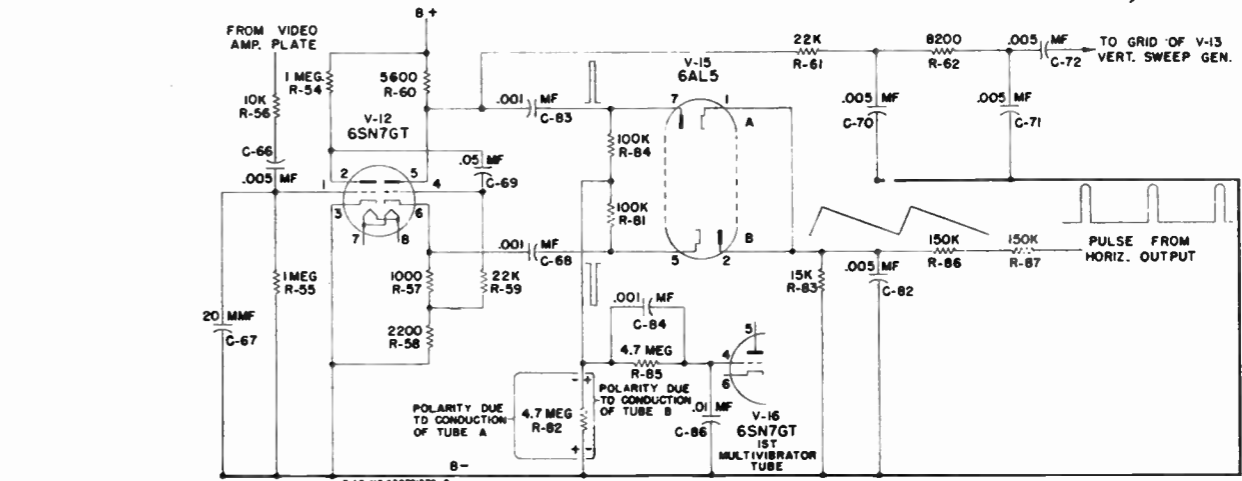 FROM VIDEO
AMP. PLATE
B+
1 MEG.
R-54
5600
R-60
10K
R-56
C-66
.005 MF
V-12
6SN7GT
.001 MF
C-83
.05 MF
C-69
1
2
5
4
3
6
7
8
V-15
6AL5
7
1
A
100K
R-84
100K
R-81
B
5
2
22K
R-61
8200
R-62
.005 MF
C-72
TO GRID OF V-13
VERT. SWEEP GEN.
.005 MF
C-70
.005 MF
C-71
PULSE FROM
HORIZ. OUTPUT
150K
R-86
150K
R-87
.001 MF
C-68
1 MEG
R-55
1000
R-57
22K
R-59
2200
R-58
20 MMF
C-67
15K
R-83
.005 MF
C-82
.001 MF
C-84
4.7 MEG
R-85
5
4
6
V-16
6SN7GT
1ST
MULTIVIBRATOR
TUBE
.01 MF
C-86
POLARITY DUE
TO CONDUCTION
OF TUBE B
POLARITY DUE
TO CONDUCTION
OF TUBE A
- +
4.7 MEG
R-82
+ -
B-